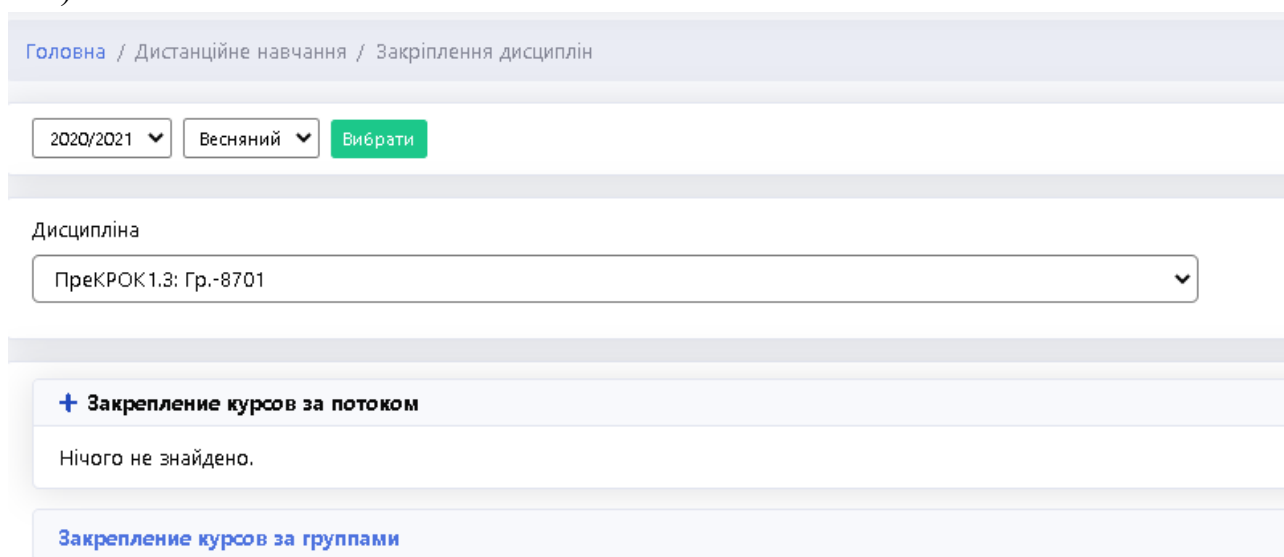 Головна / Дистанційне навчання / Закріплення дисциплін
2020/2021 Весняний Вибрати
Дисципліна
ПреКРОК1.3: Гр.-8701
+ Закрепление курсов за потоком
Нічого не знайдено.
Закрепление курсов за группами